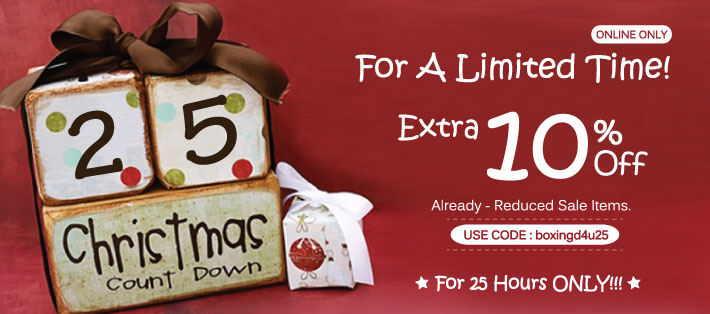 ONLINE ONLY
For A Limited Time!
Extra 10% Off
Already - Reduced Sale Items.
USE CODE : boxingd4u25
For 25 Hours ONLY!!!
25
Christmas
Count Down